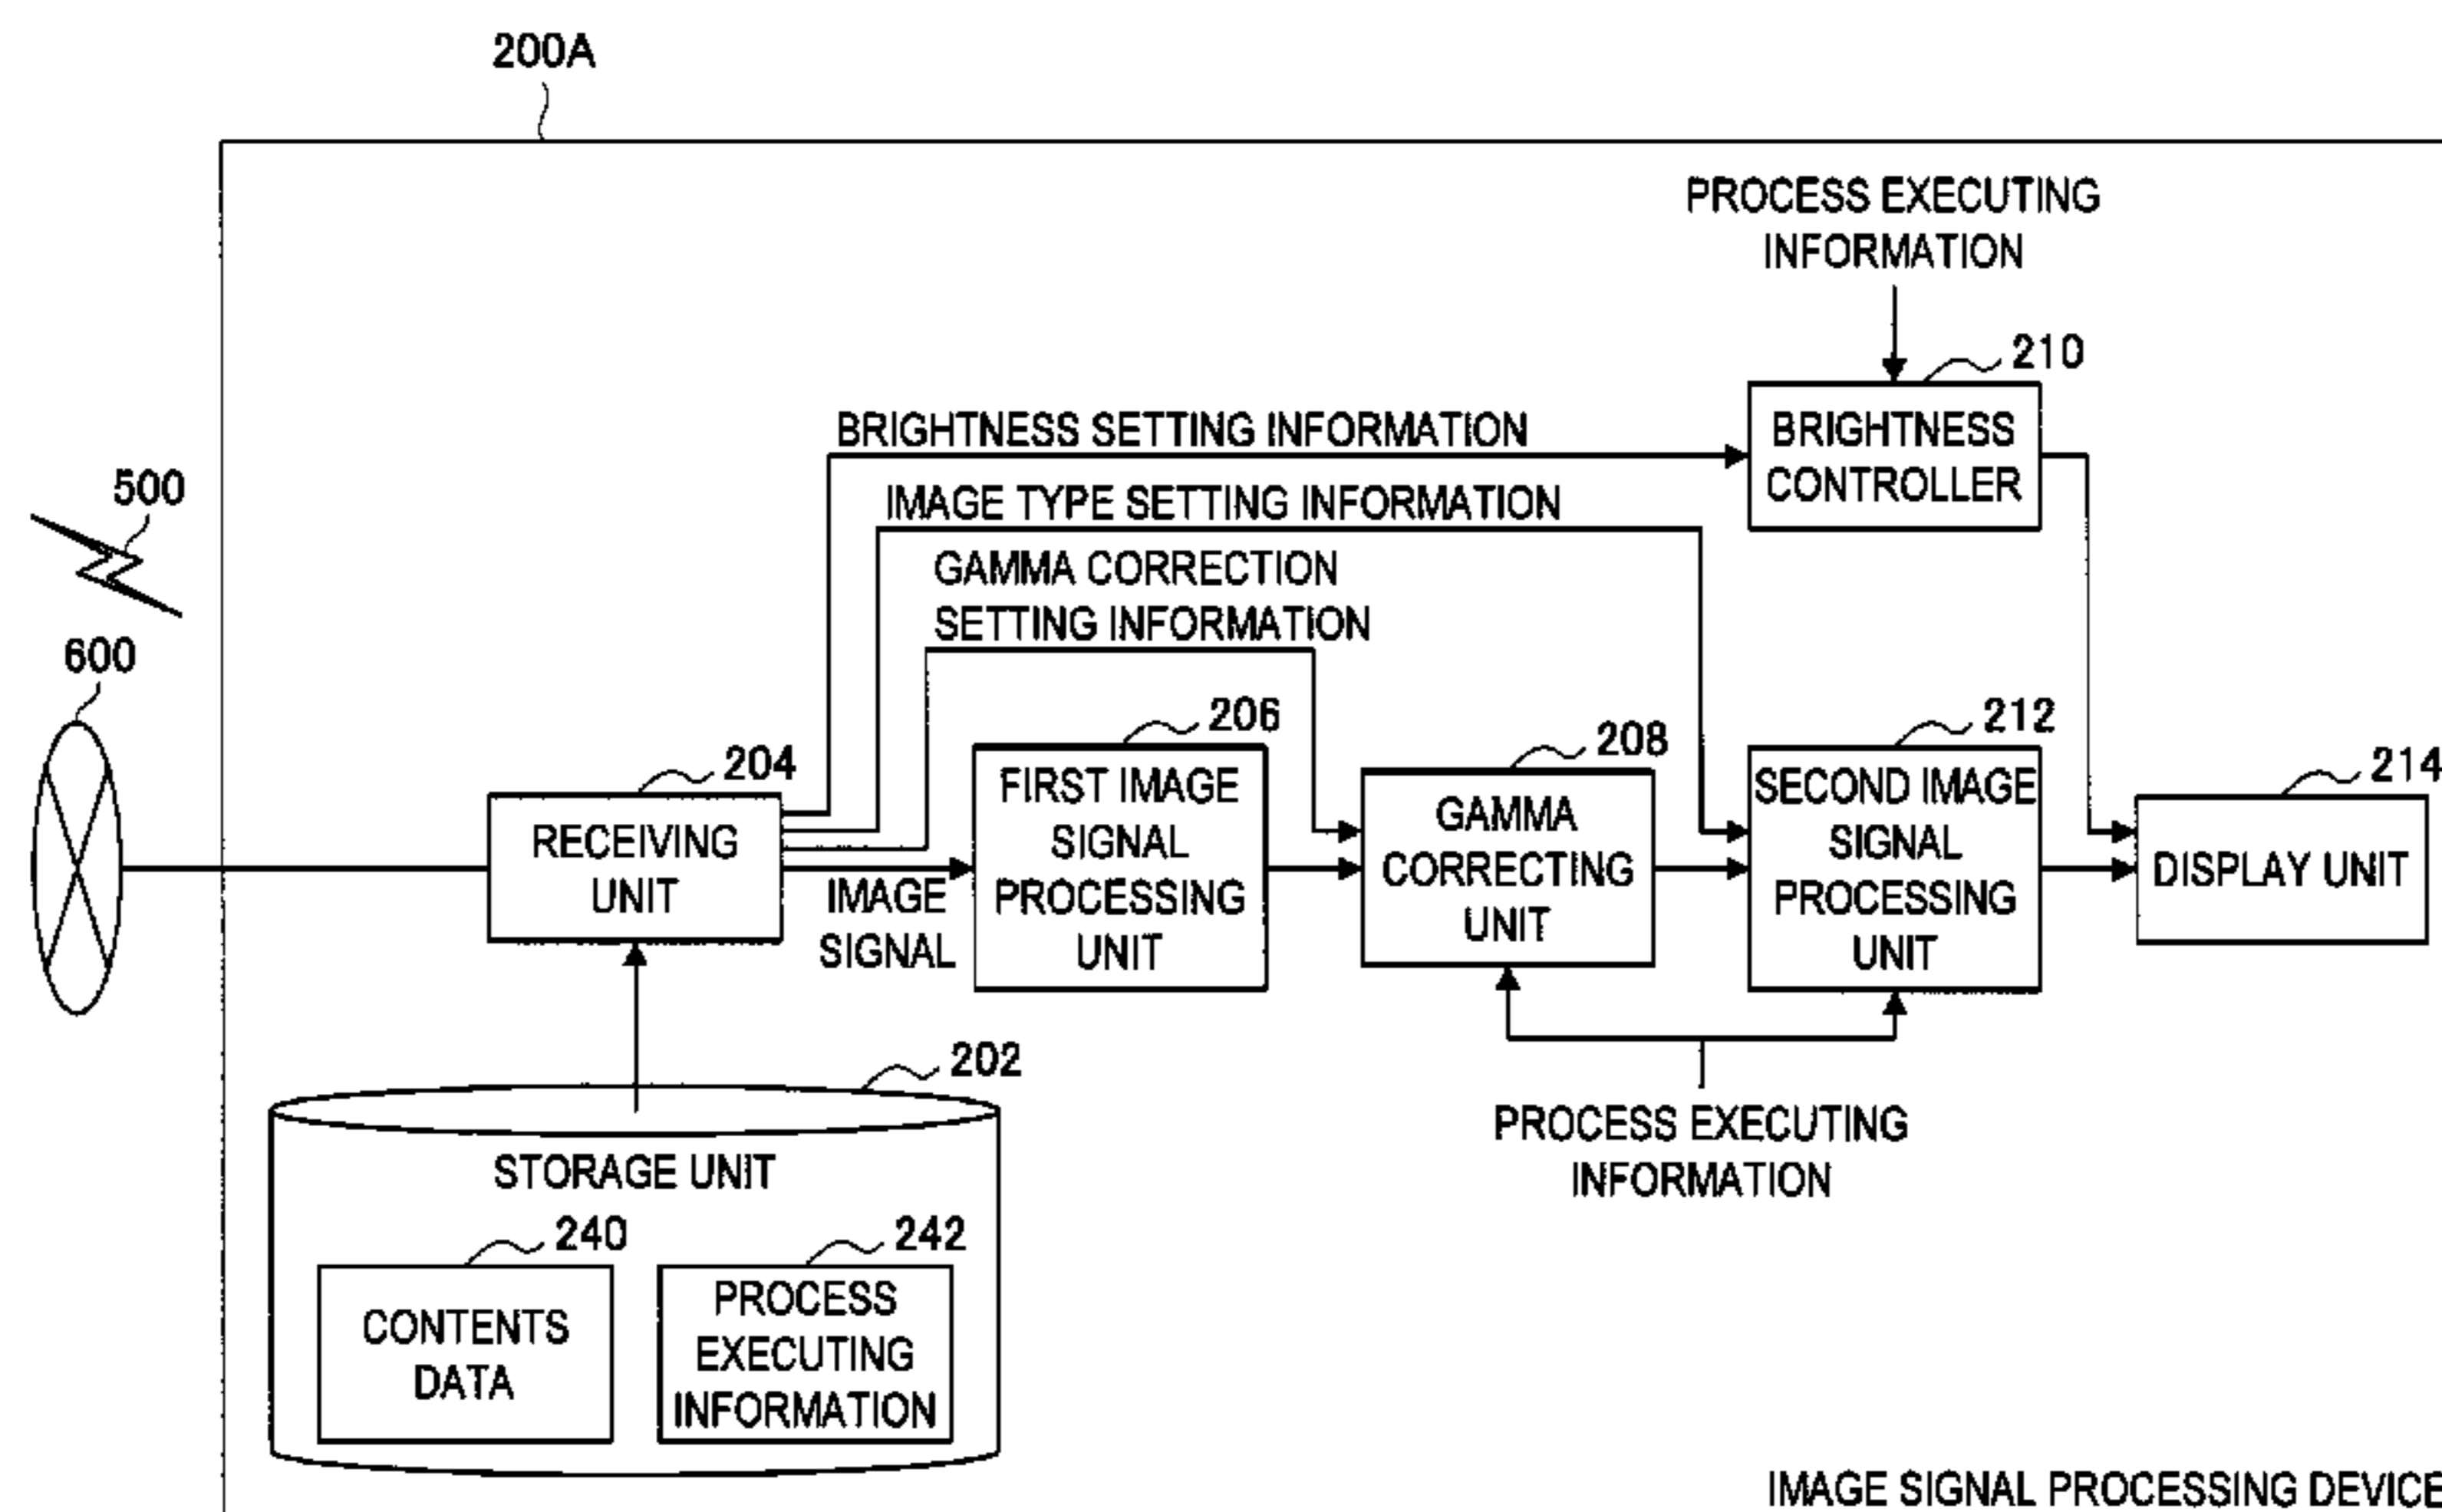 200A
PROCESS EXECUTING
INFORMATION
210
BRIGHTNESS
CONTROLLER
BRIGHTNESS SETTING INFORMATION
IMAGE TYPE SETTING INFORMATION
GAMMA CORRECTION
SETTING INFORMATION
500
600
204
RECEIVING
UNIT
IMAGE
SIGNAL
206
FIRST IMAGE
SIGNAL
PROCESSING
UNIT
208
GAMMA
CORRECTING
UNIT
212
SECOND IMAGE
SIGNAL
PROCESSING
UNIT
214
DISPLAY UNIT
PROCESS EXECUTING
INFORMATION
202
STORAGE UNIT
240
CONTENTS
DATA
242
PROCESS
EXECUTING
INFORMATION
IMAGE SIGNAL PROCESSING DEVICE